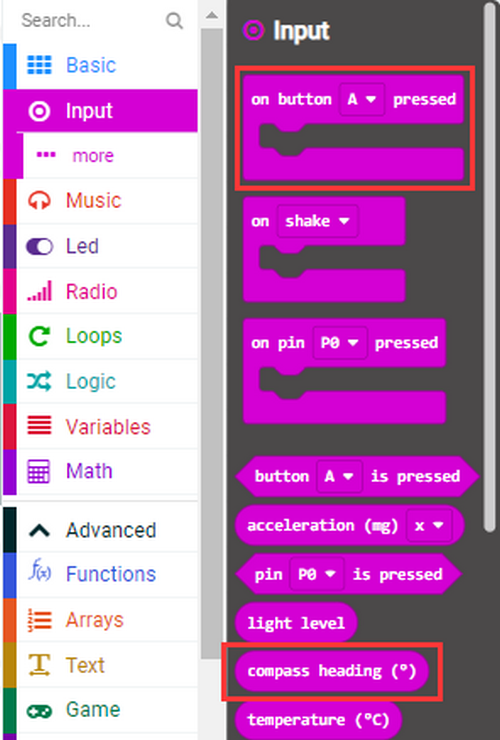 Search...
Basic
Input
more
Music
Led
Radio
Loops
Logic
Variables
Math
Advanced
Functions
Arrays
Text
Game
Input
on button A pressed
on shake
on pin P0 pressed
button A is pressed
acceleration (mg) x
pin P0 is pressed
light level
compass heading (°)
temperature (°C)